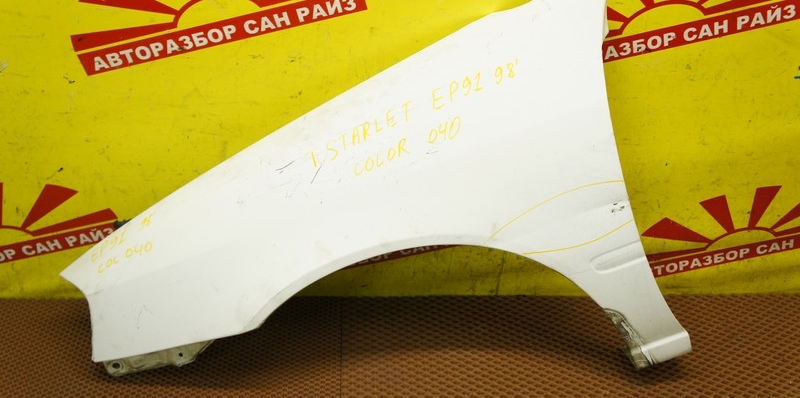 АВТОРАЗБОР САН РАЙЗ
АВТОРАЗБОР САН РАЙЗ
T. STARLET EP91 98'
COLOR 040
EP91 98
COL 040
САН РАЙЗ
АВТОРАЗБОР САН РАЙЗ